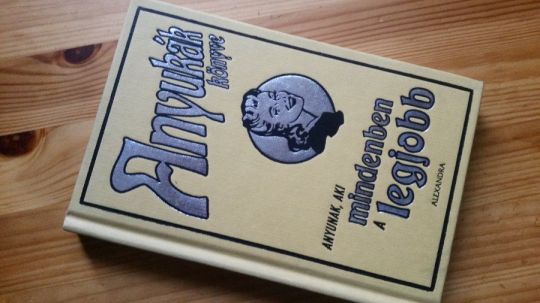 Anyukák
könyve
ANYUNAK, AKI
mindenben
A
legjobb
ALEXANDRA